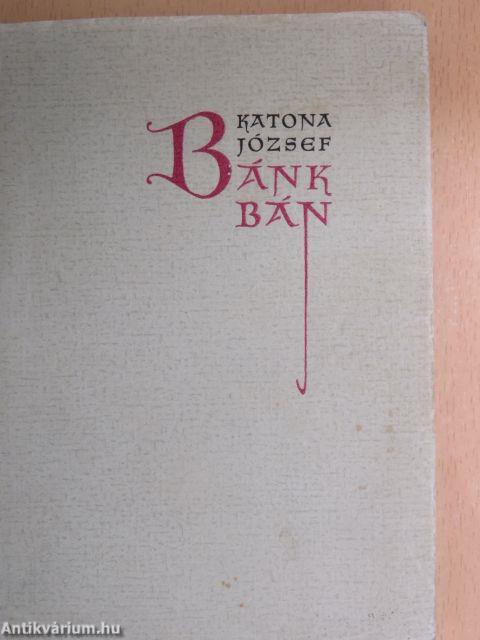 KATONA
JÓZSEF
BÁNK
BÁN
Antikvárium.hu